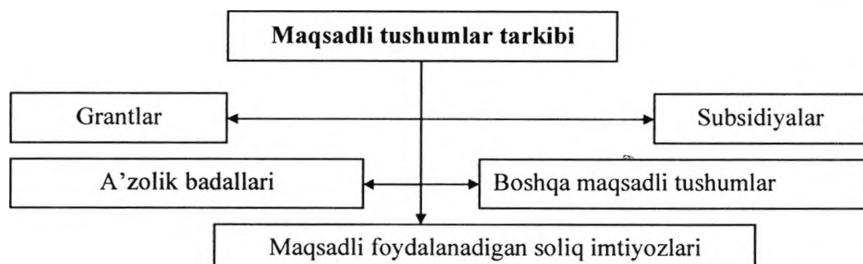 Maqsadli tushumlar tarkibi
Grantlar
Subsidiyalar
A’zolik badallari
Boshqa maqsadli tushumlar
Maqsadli foydalanadigan soliq imtiyozlari